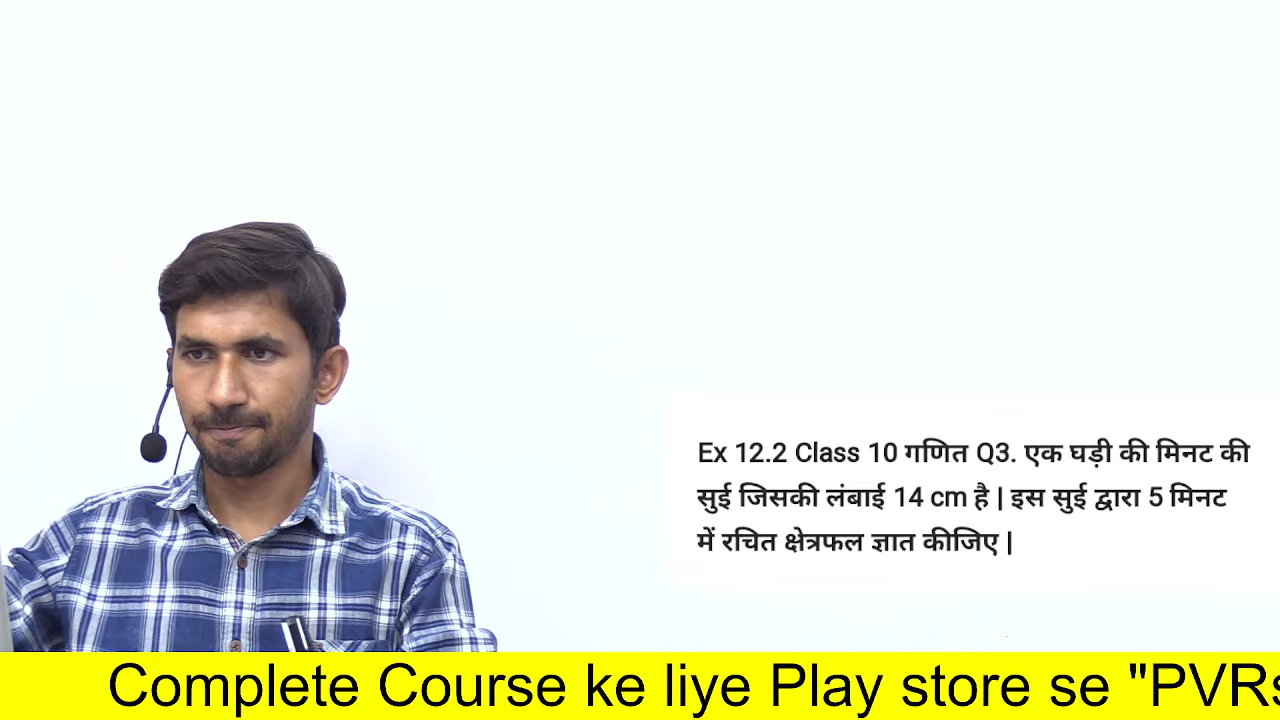 Ex 12.2 Class 10 गणित Q3. एक घड़ी की मिनट की
सुई जिसकी लंबाई 14 cm है | इस सुई द्वारा 5 मिनट
में रचित क्षेत्रफल ज्ञात कीजिए |
Complete Course ke liye Play store se "PVRs